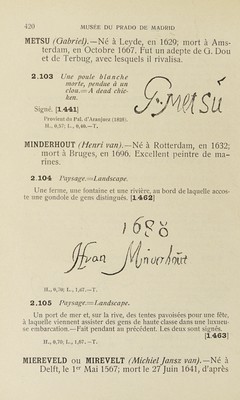 420 MUSÉE DU PRADO DE MADRID
METSU (Gabriel).—Né à Leyde, en 1629; mort à Ams-
terdam, en Octobre 1667. Fut un adepte de G. Dou
et de Terbug, avec lesquels il rivalisa.
2.103 Une poule blanche
morte, pendue à un
clou.=A dead chic-
ken.
Signé. [1441]
Provient du Pal. d'Aranjuez (1818).
H., 0,57; L., 0,40.—T.
G. Metsú
MINDERHOUT (Henri van).—Né à Rotterdam, en 1632;
mort à Bruges, en 1696. Excellent peintre de ma-
rines.
2.104 Paysage.=Landscape.
Une ferme, une fontaine et une rivière, au bord de laquelle accos-
te une gondole de gens distingués. [1462]
1688
H van Minderhout
H., 0,70; L., 1,67.—T.
2.105 Paysage.=Landscape.
Un port de mer et, sur la rive, des tentes pavoisées pour une fête,
à laquelle viennent assister des gens de haute classe dans une luxueu-
se embarcation.—Fait pendant au précédent. Les deux sont signés.
H., 0,70; L., 1,67.—T. [1463]
MIEREVELD ou MIREVELT (Michiel Jansz van).—Né à
Delft, le 1er Mai 1567; mort le 27 Juin 1641, d'après